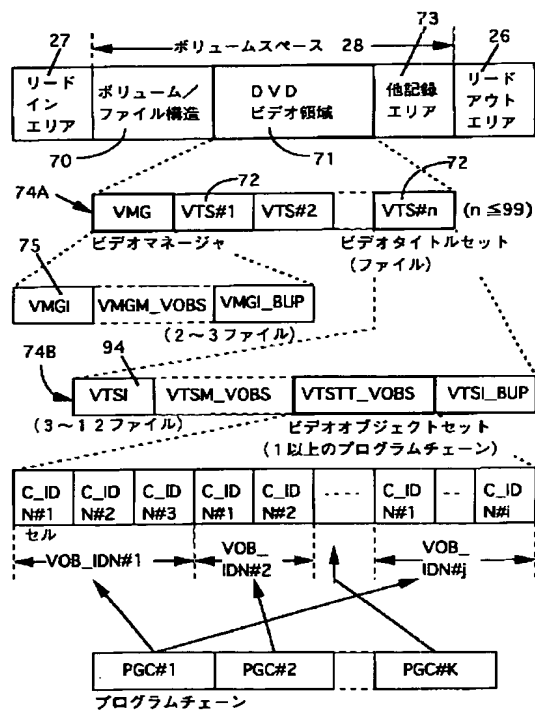 27
ボリュームスペース 28
73
26
リード
イン
エリア
ボリューム／
ファイル構造
DVD
ビデオ領域
他記録
エリア
リード
アウト
エリア
70
71
74A
72
72
VMG
VTS#1
VTS#2
VTS#n
(n≦99)
ビデオマネージャ
ビデオタイトルセット
(ファイル)
75
VMGI
VMGM_VOBS
VMGI_BUP
(2～3ファイル)
74B
94
VTSI
VTSM_VOBS
VTSTT_VOBS
VTSI_BUP
(3～12ファイル)
ビデオオブジェクトセット
(1以上のプログラムチェーン)
C_ID
N#1
C_ID
N#2
C_ID
N#3
C_ID
N#1
C_ID
N#2
C_ID
N#1
C_ID
N#i
セル
VOB_IDN#1
VOB_
IDN#2
VOB_
IDN#j
PGC#1
PGC#2
PGC#K
プログラムチェーン